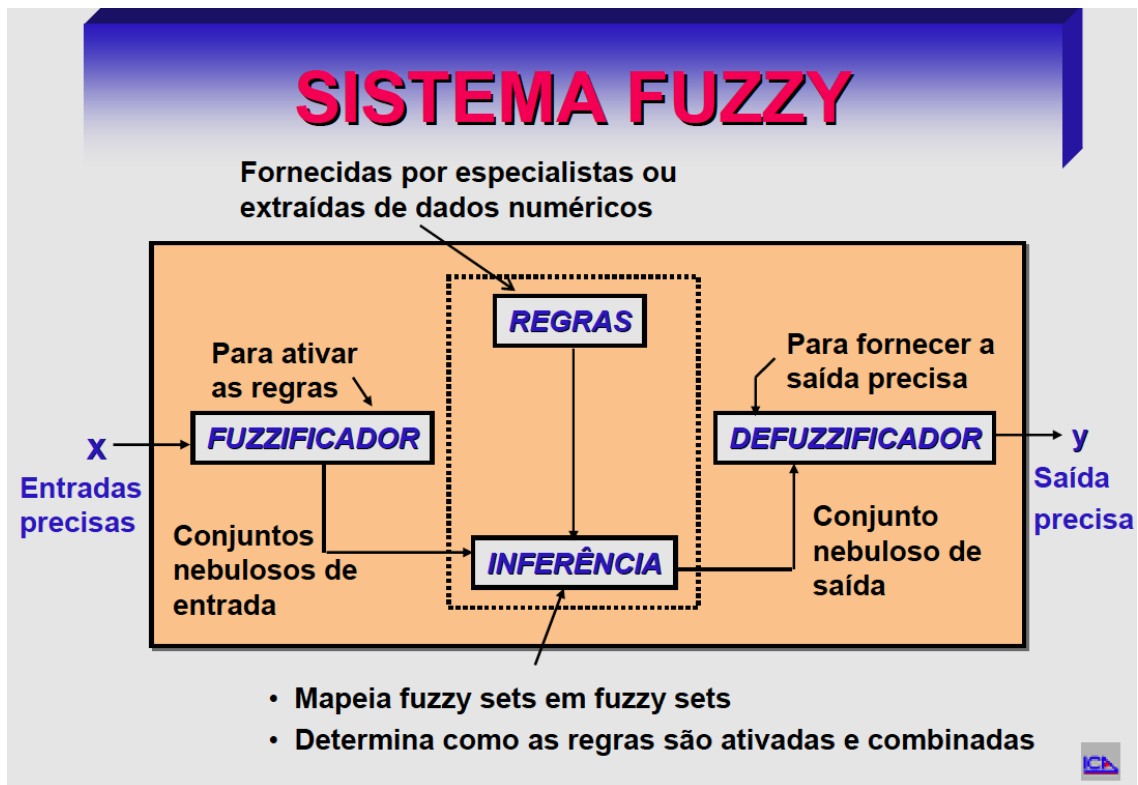 SISTEMA FUZZY
Fornecidas por especialistas ou
extraídas de dados numéricos
REGRAS
Para ativar
as regras
Para fornecer a
saída precisa
FUZZIFICADOR
DEFUZZIFICADOR
x
Entradas
precisas
y
Saída
precisa
Conjuntos
nebulosos de
entrada
INFERÊNCIA
Conjunto
nebuloso de
saída
• Mapeia fuzzy sets em fuzzy sets
• Determina como as regras são ativadas e combinadas
ICA